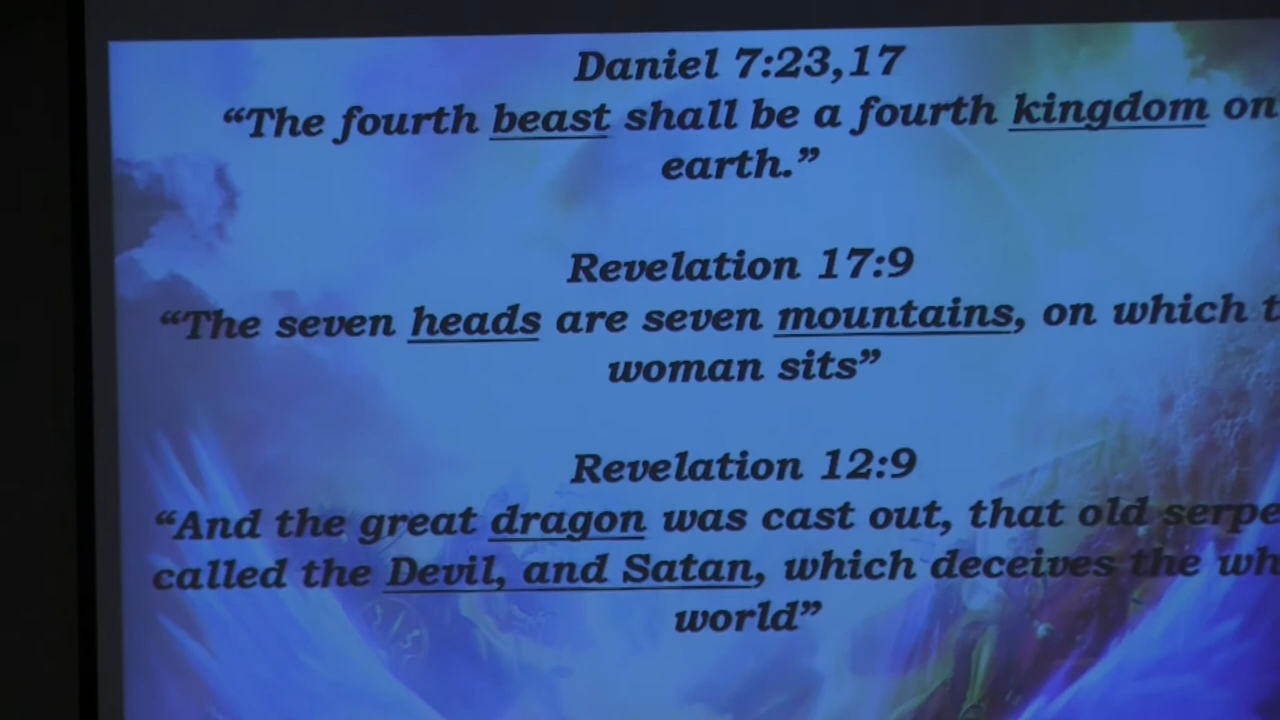 Daniel 7:23,17
“The fourth beast shall be a fourth kingdom on
earth.”
Revelation 17:9
“The seven heads are seven mountains, on which
woman sits”
Revelation 12:9
“And the great dragon was cast out, that old
called the Devil, and Satan, which deceives the
world”